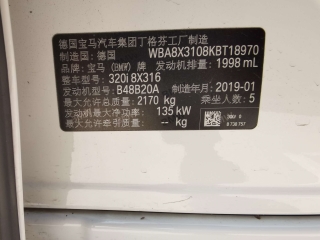 德国宝马汽车集团丁格芬工厂制造
制造国：德国 WBA8X3108KBT18970
品牌：宝马（BMW）牌 发动机排量：1998 mL
整车型号：320i 8X316
发动机型号：B48B20A 制造年月：2019-01
最大允许总质量：2170 kg 乘坐人数：5
发动机最大净功率：135 kW
最大允许牵引质量：-- kg